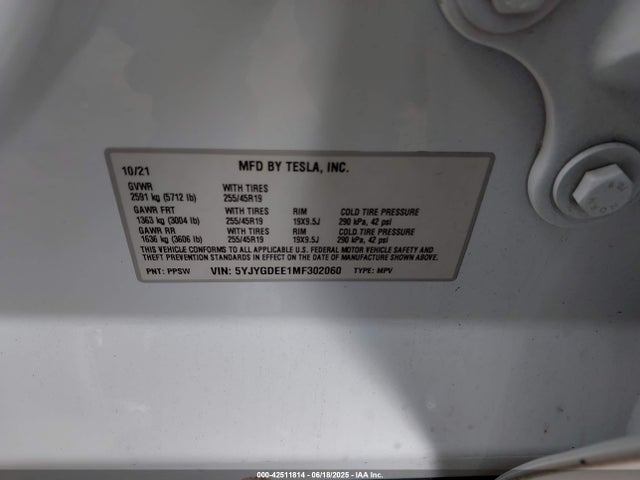 10/21 MFD BY TESLA, INC.
GVWR WITH TIRES
2591 kg (5712 lb) 255/45R19
GAWR FRT WITH TIRES RIM COLD TIRE PRESSURE
1363 kg (3004 lb) 255/45R19 19X9.5J 290 kPa, 42 psi
GAWR RR WITH TIRES RIM COLD TIRE PRESSURE
1636 kg (3606 lb) 255/45R19 19X9.5J 290 kPa, 42 psi
THIS VEHICLE CONFORMS TO ALL APPLICABLE U.S. FEDERAL MOTOR VEHICLE SAFETY AND
THEFT PREVENTION STANDARDS IN EFFECT ON THE DATE OF MANUFACTURE SHOWN ABOVE.
PNT: PPSW VIN: 5YJYGDEE1MF302060 TYPE: MPV
000-42511814 - 06/18/2025 - IAA Inc.